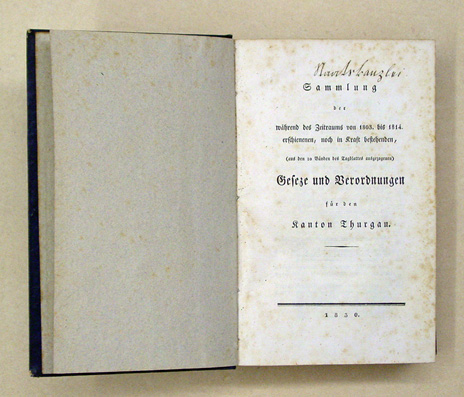 Sammlung
der
während des Zeitraums von 1803. bis 1814.
erschienenen, noch in Kraft bestehenden,
(aus den 10 Bänden des Tagblattes ausgezogenen)
Geseze und Verordnungen
für den
Kanton Thurgau.
1830.